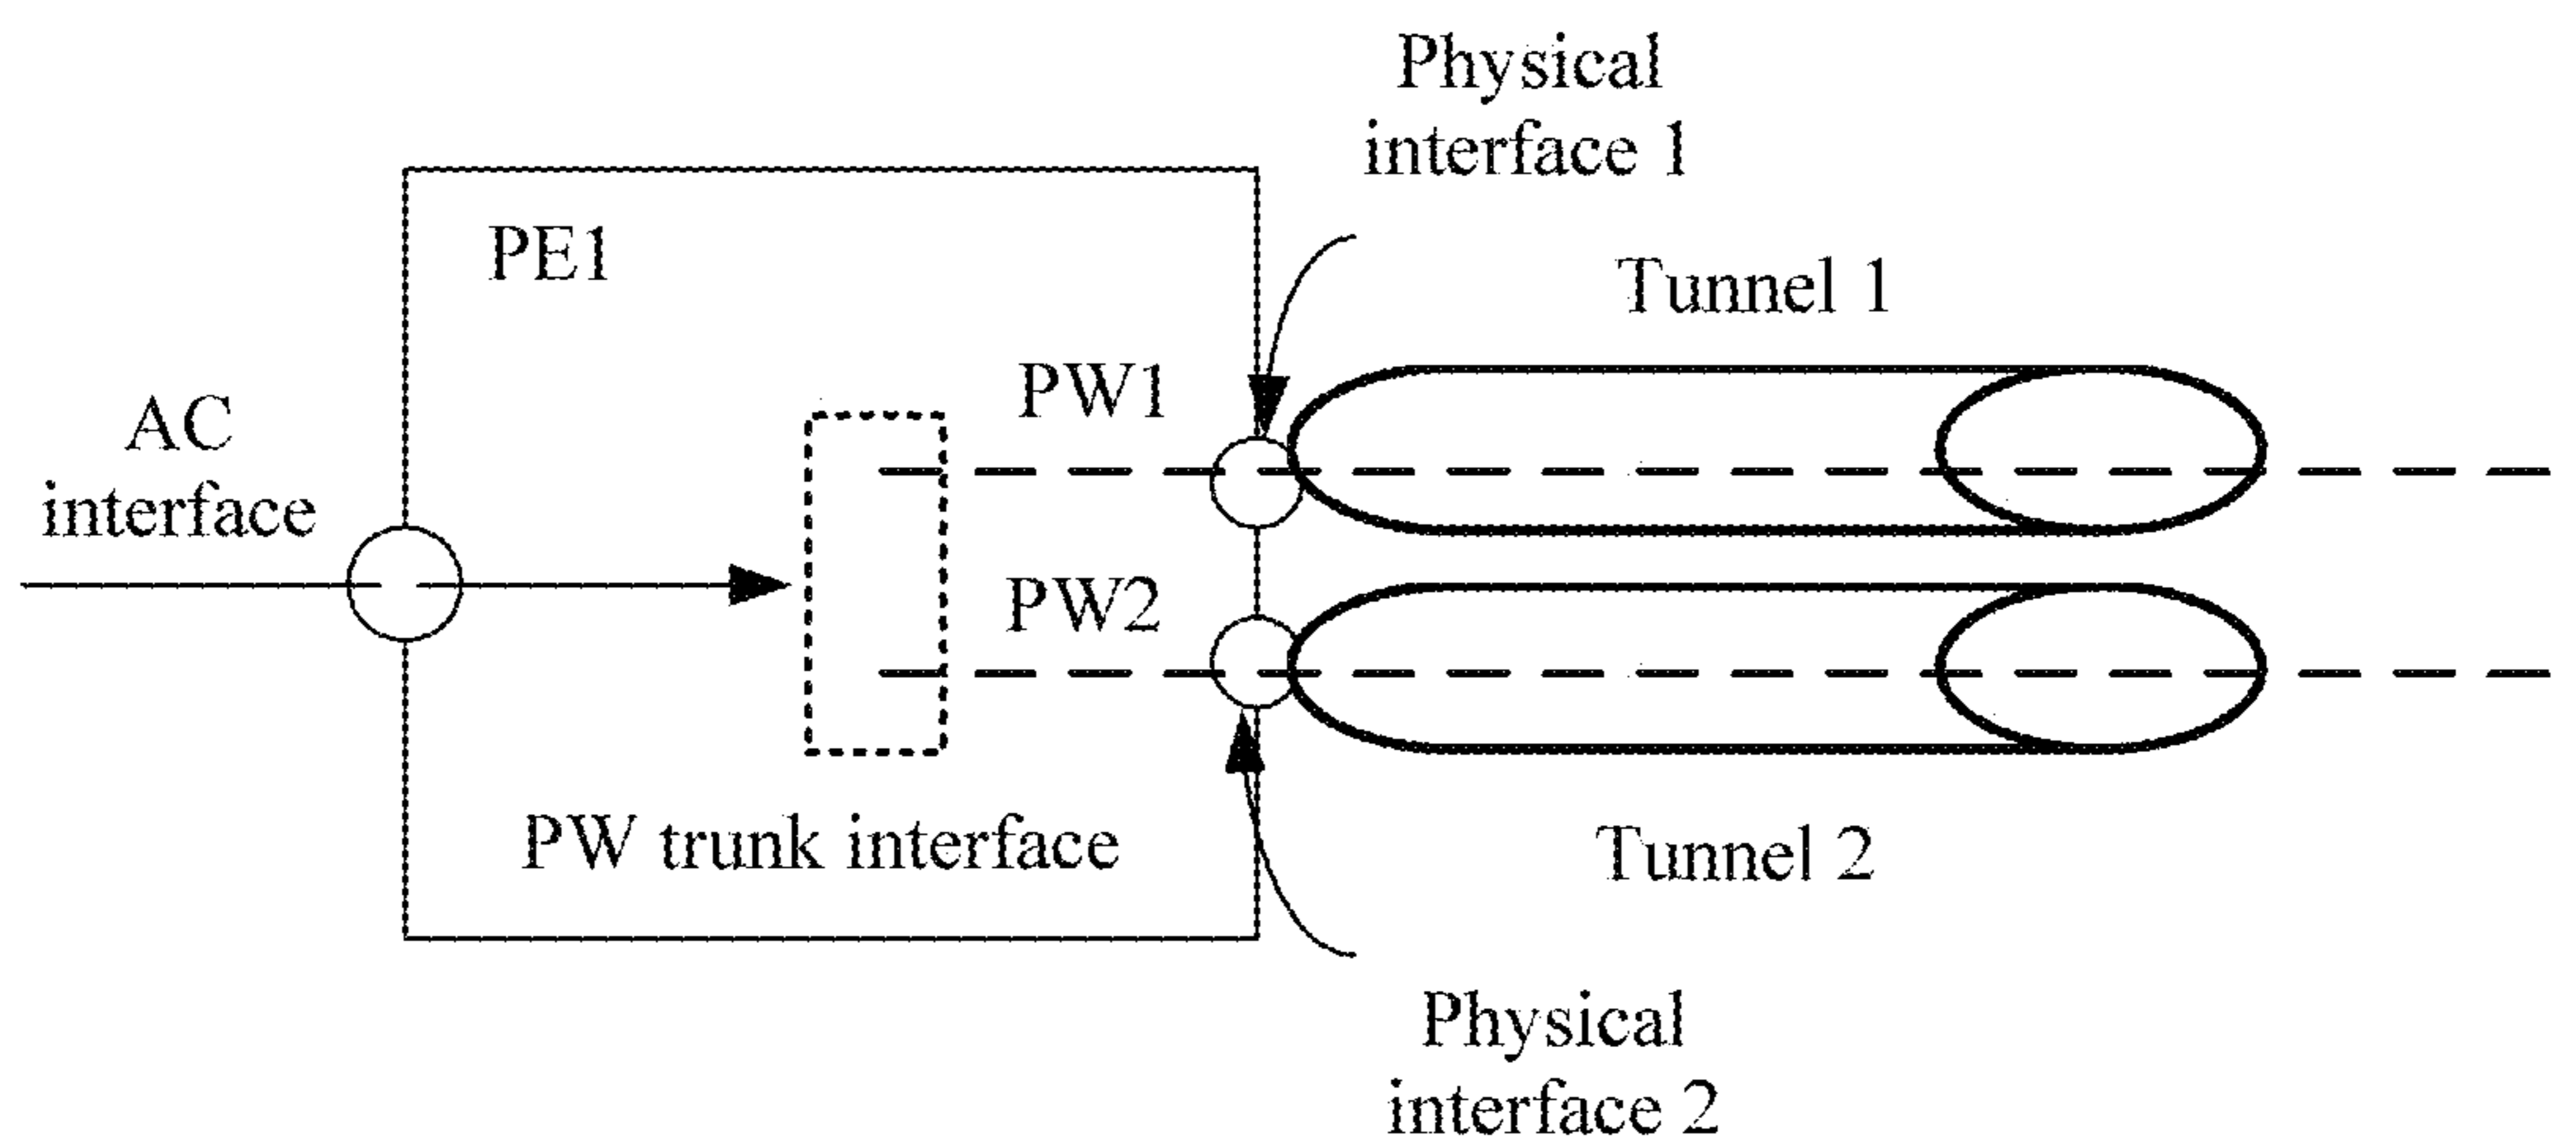 Physical
interface 1
PE1
Tunnel 1
AC
interface
PW1
PW2
PW trunk interface
Tunnel 2
Physical
interface 2